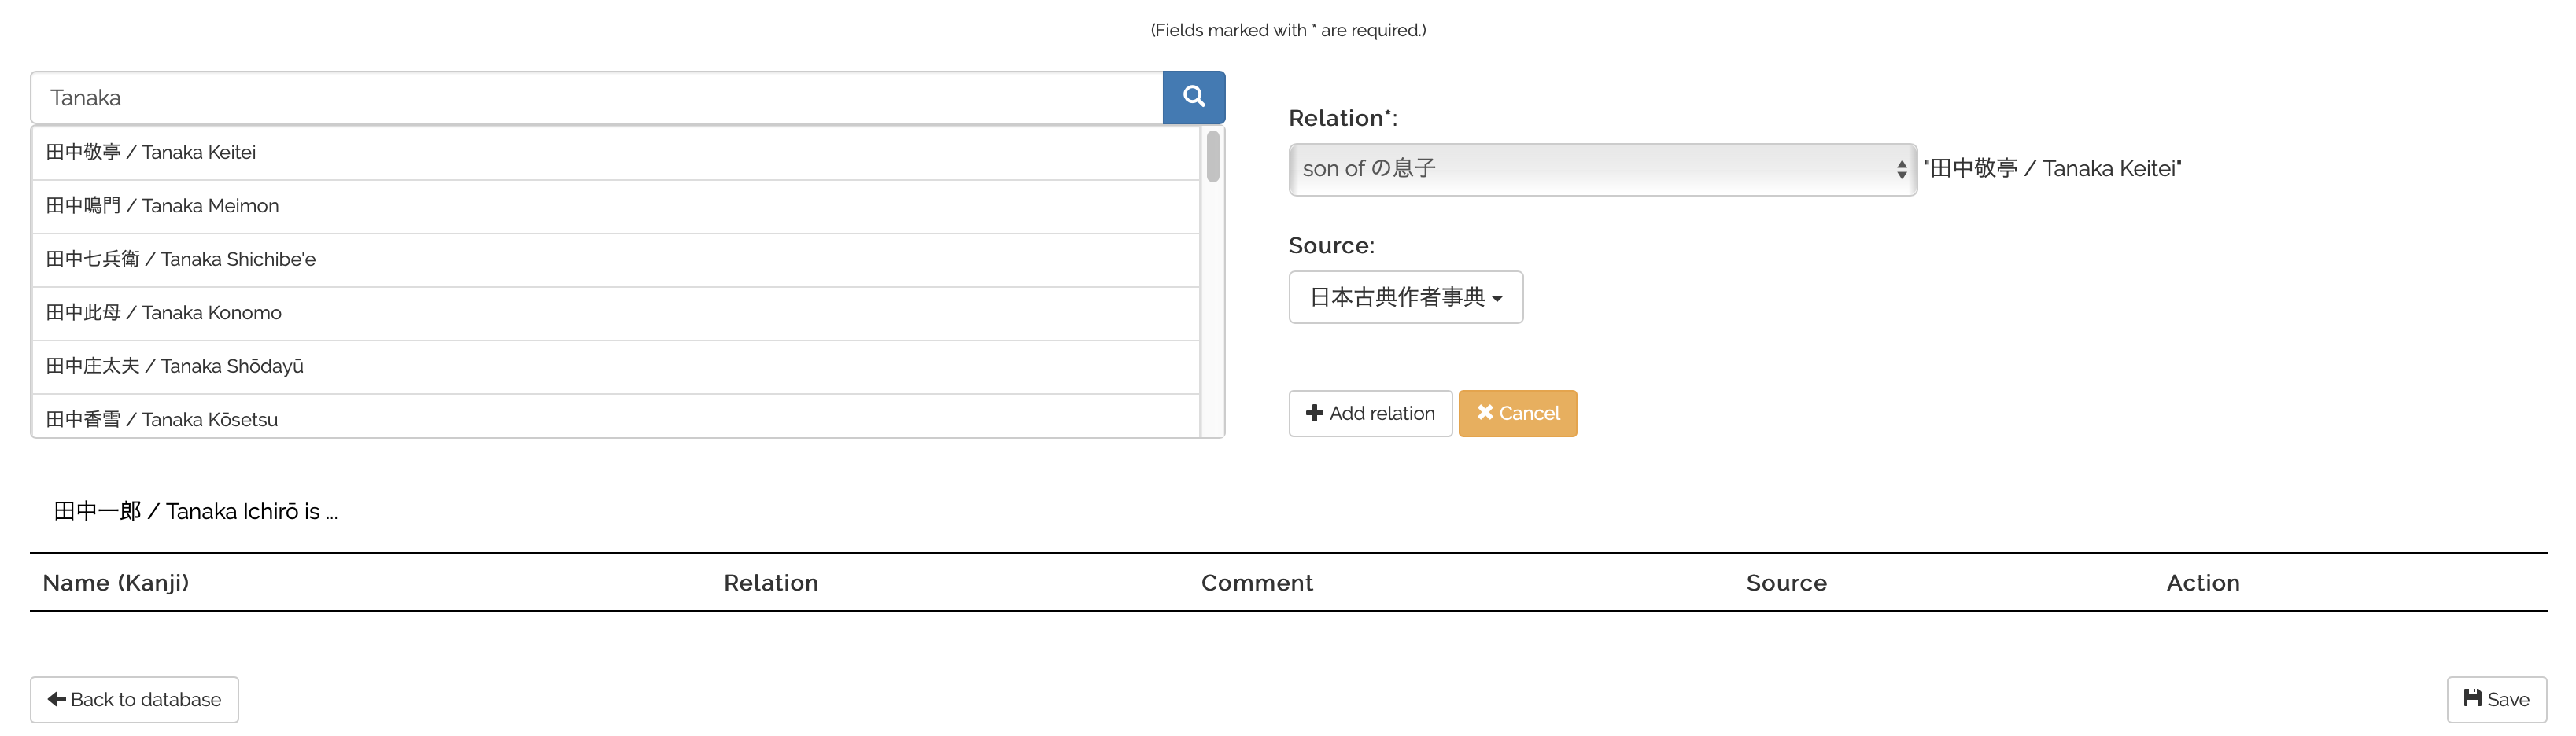 (Fields marked with * are required.)
Tanaka
田中敬亭 / Tanaka Keitei
田中鳴門 / Tanaka Meimon
田中七兵衛 / Tanaka Shichibe'e
田中此母 / Tanaka Konomo
田中庄太夫 / Tanaka Shōdayū
田中香雪 / Tanaka Kōsetsu
Relation*:
son of の息子 "田中敬亭 / Tanaka Keitei"
Source:
日本古典作者事典
Add relation Cancel
田中一郎 / Tanaka Ichirō is ...
Name (Kanji) Relation Comment Source Action
Back to database Save